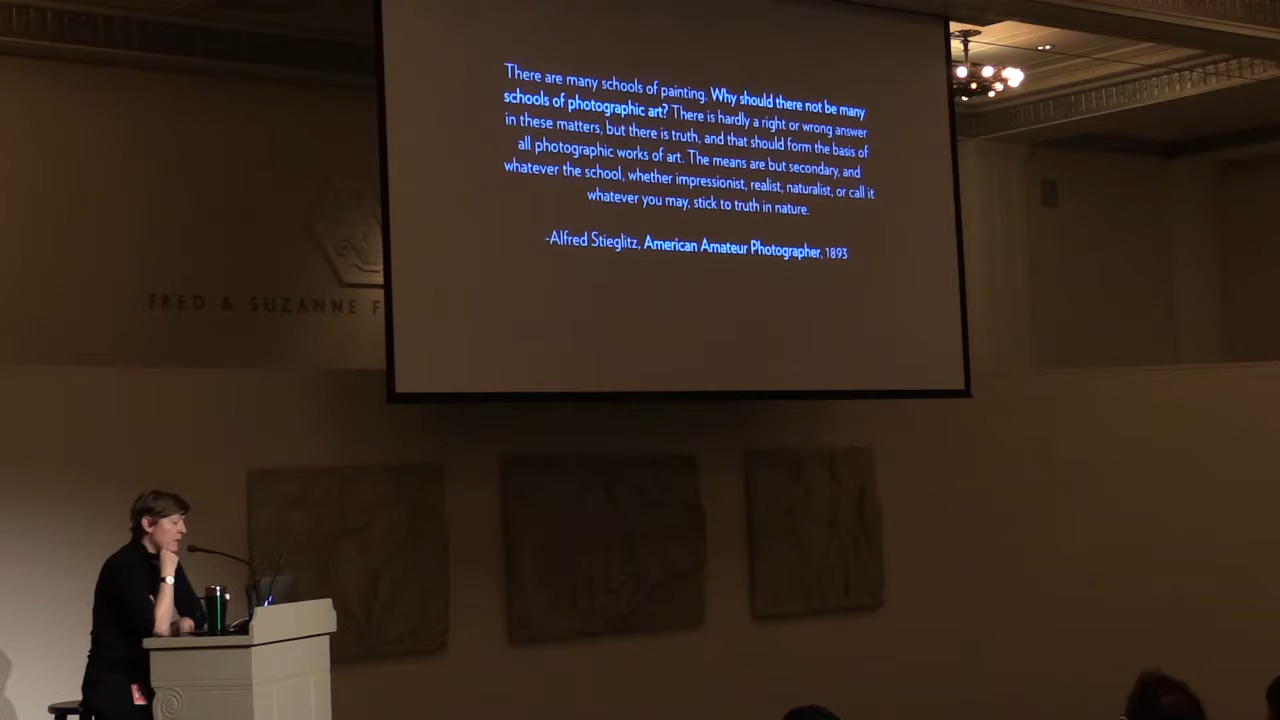 There are many schools of painting. Why should there not be many
schools of photographic art? There is hardly a right or wrong answer
in these matters, but there is truth, and that should form the basis of
all photographic works of art. The means are but secondary, and
whatever the school, whether impressionist, realist, naturalist, or call it
whatever you may, stick to truth in nature.
-Alfred Stieglitz, American Amateur Photographer, 1893
FRED & SUZANNE F